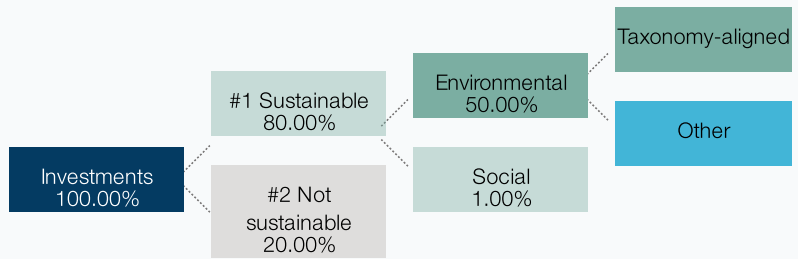 Investments
100.00%
#1 Sustainable
80.00%
#2 Not
sustainable
20.00%
Environmental
50.00%
Social
1.00%
Taxonomy-aligned
Other